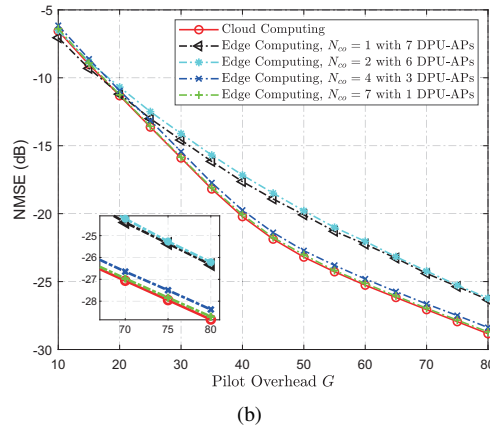 Cloud Computing
Edge Computing, N_co = 1 with 7 DPU-APs
Edge Computing, N_co = 2 with 6 DPU-APs
Edge Computing, N_co = 4 with 3 DPU-APs
Edge Computing, N_co = 7 with 1 DPU-APs
NMSE (dB)
-5
-10
-15
-20
-25
-30
-25
-26
-27
-28
70 75 80
10 20 30 40 50 60 70 80
Pilot Overhead G
(b)